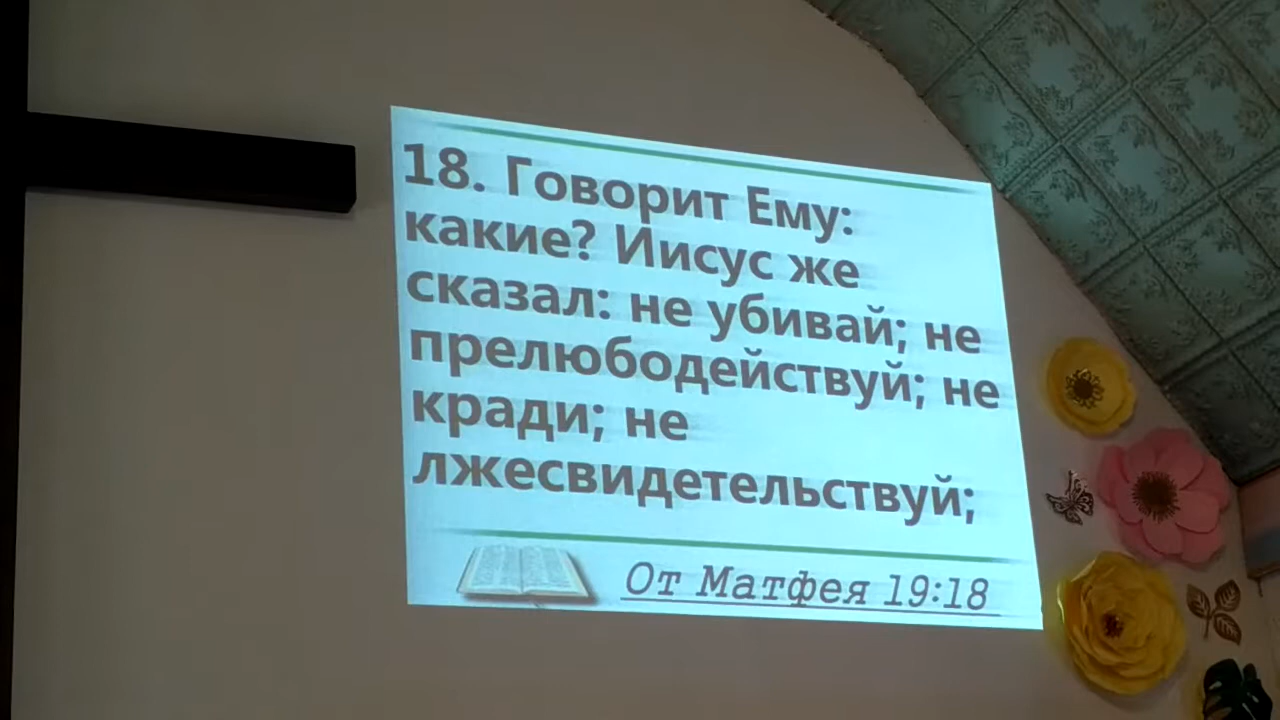 18. Говорит Ему:
какие? Иисус же
сказал: не убивай; не
прелюбодействуй; не
кради; не
лжесвидетельствуй;
От Матфея 19:18